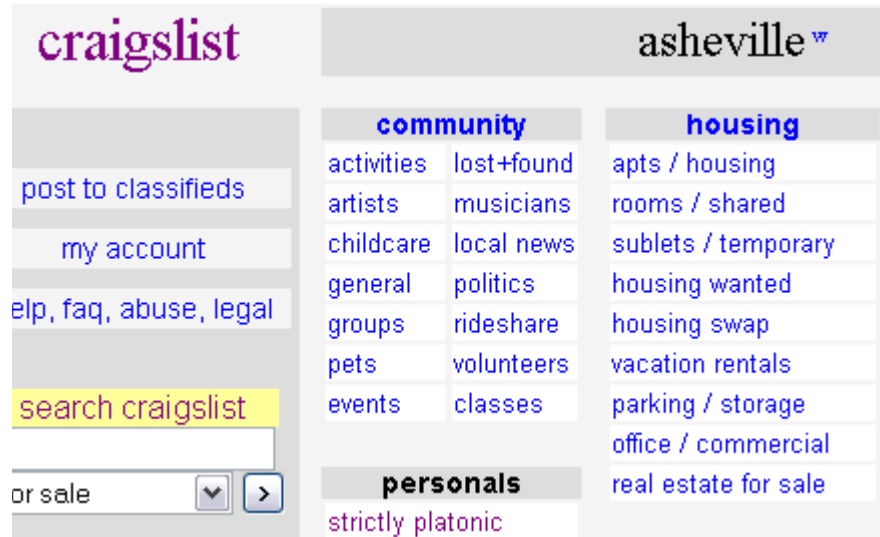 craigslist
asheville w
post to classifieds
my account
elp, faq, abuse, legal
search craigslist
or sale
>
community
activities lost+found
artists musicians
childcare local news
general politics
groups rideshare
pets volunteers
events classes
personals
strictly platonic
housing
apts / housing
rooms / shared
sublets / temporary
housing wanted
housing swap
vacation rentals
parking / storage
office / commercial
real estate for sale